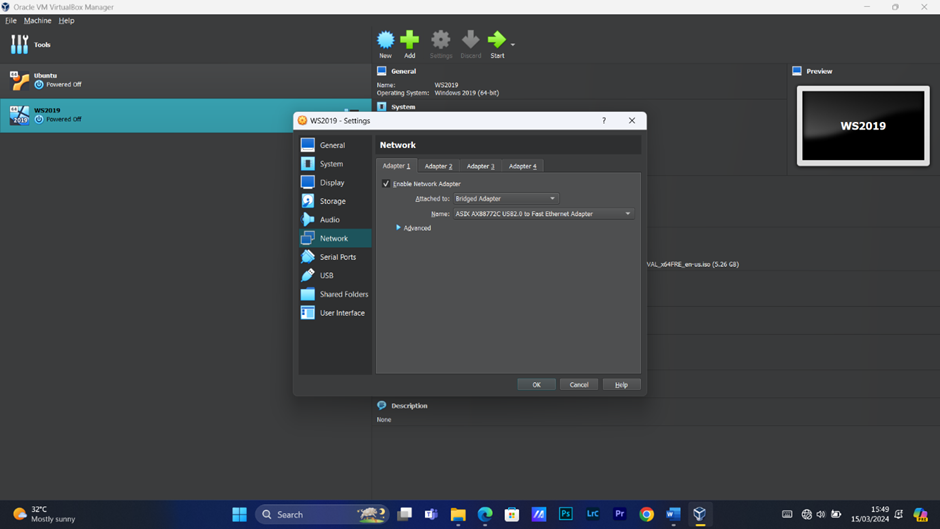 Oracle VM VirtualBox Manager
File Machine Help
Tools
New Add Settings Discard Start
Ubuntu
Powered Off
WS2019
Powered Off
2019
General
Name: WS2019
Operating System: Windows 2019 (64-bit)
System
Preview
WS2019
WS2019 - Settings
General
System
Display
Storage
Audio
Network
Serial Ports
USB
Shared Folders
User Interface
Network
Adapter 1 Adapter 2 Adapter 3 Adapter 4
Enable Network Adapter
Attached to: Bridged Adapter
Name: ASIX AX88772C USB2.0 to Fast Ethernet Adapter
Advanced
OK Cancel Help
VAL_x64FRE_en-us.iso (5.26 GB)
Description
None
32°C
Mostly sunny
Search
Ps LrC Pr
15:49
15/03/2024